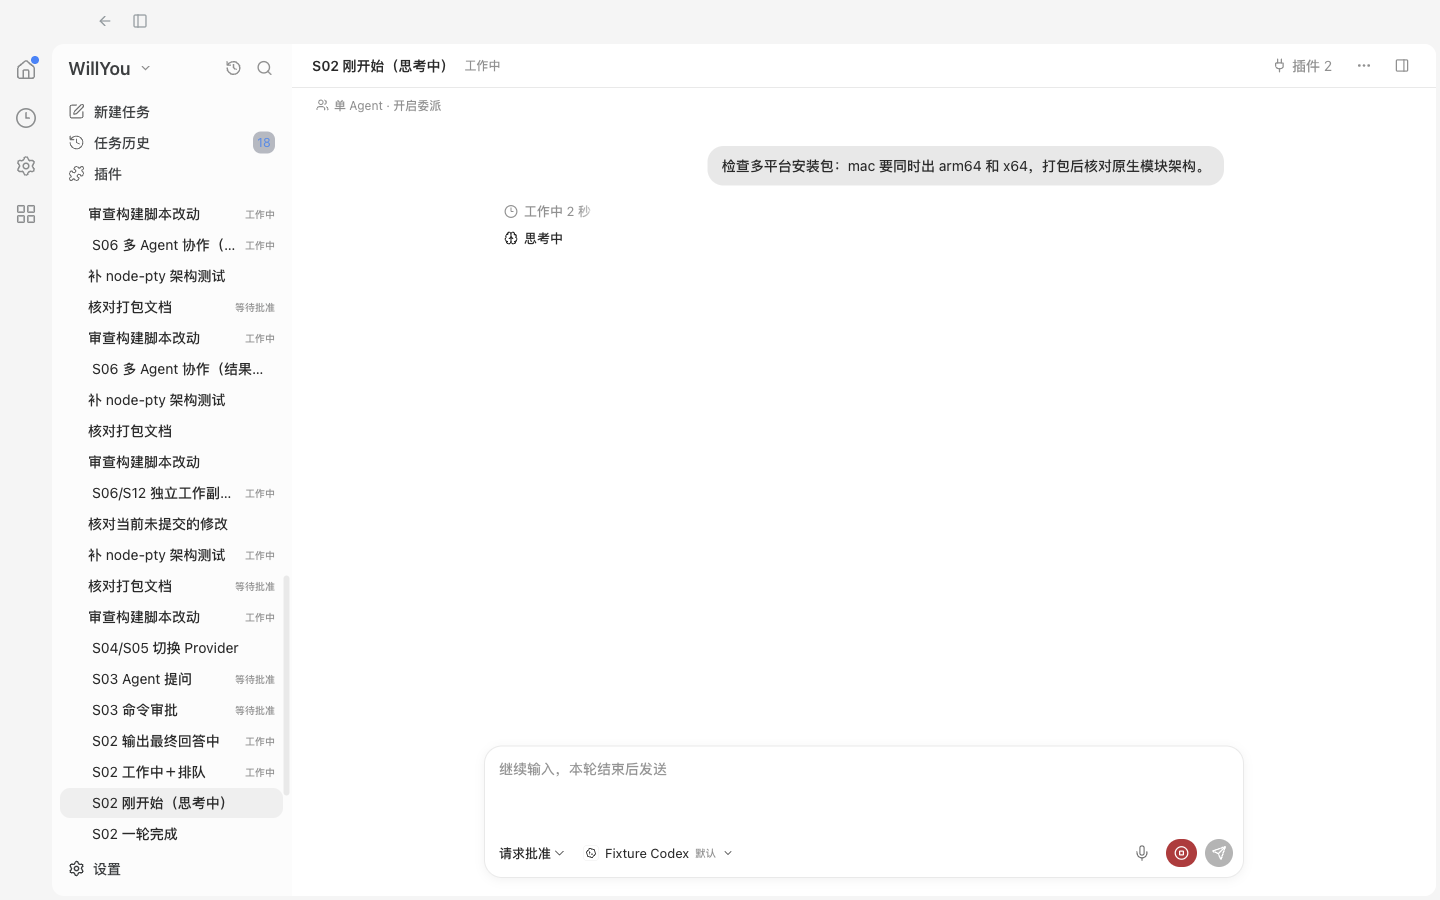 WillYou
新建任务
任务历史 18
插件
审查构建脚本改动 工作中
S06 多 Agent 协作（... 工作中
补 node-pty 架构测试
核对打包文档 等待批准
审查构建脚本改动 工作中
S06 多 Agent 协作（结果...
补 node-pty 架构测试
核对打包文档
审查构建脚本改动
S06/S12 独立工作副... 工作中
核对当前未提交的修改
补 node-pty 架构测试 工作中
核对打包文档 等待批准
审查构建脚本改动 工作中
S04/S05 切换 Provider
S03 Agent 提问 等待批准
S03 命令审批 等待批准
S02 输出最终回答中 工作中
S02 工作中＋排队 工作中
S02 刚开始（思考中）
S02 一轮完成
设置
S02 刚开始（思考中） 工作中 插件 2
单 Agent · 开启委派
检查多平台安装包：mac 要同时出 arm64 和 x64，打包后核对原生模块架构。
工作中 2 秒
思考中
继续输入，本轮结束后发送
请求批准 Fixture Codex 默认